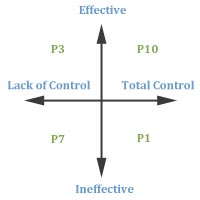 Effective
P3 P10
Lack of Control Total Control
P7 P1
Ineffective